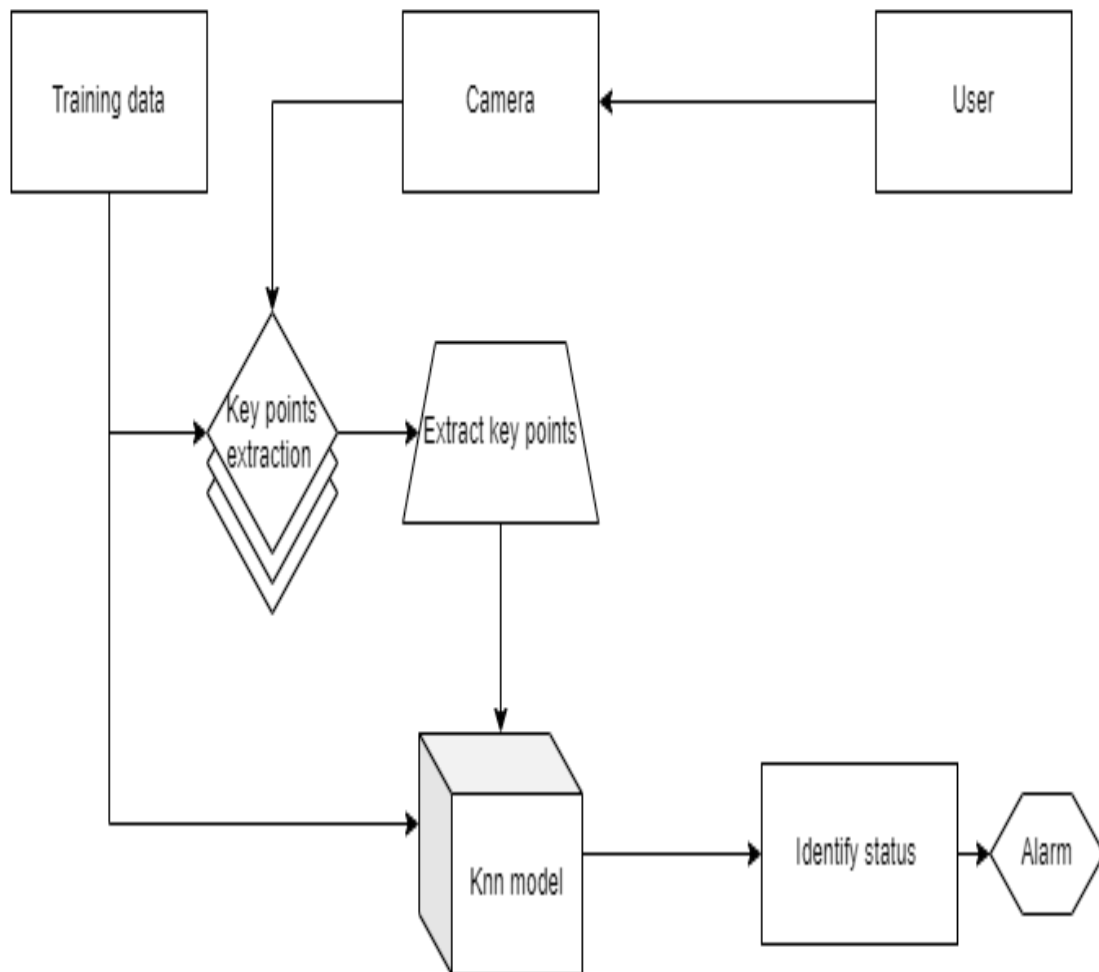 Training data
Camera
User
Key points
extraction
Extract key points
Knn model
Identify status
Alarm